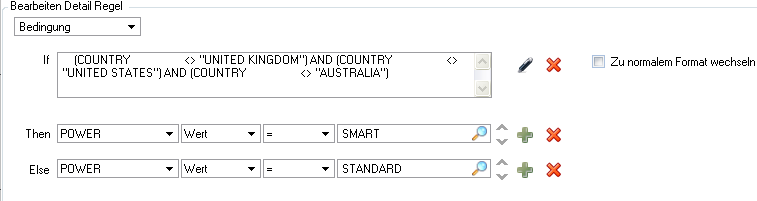 Bearbeiten Detail Regel
Bedingung
If (COUNTRY <> "UNITED KINGDOM") AND (COUNTRY <>
"UNITED STATES") AND (COUNTRY <> "AUSTRALIA")
Zu normalem Format wechseln
Then POWER Wert = SMART
Else POWER Wert = STANDARD